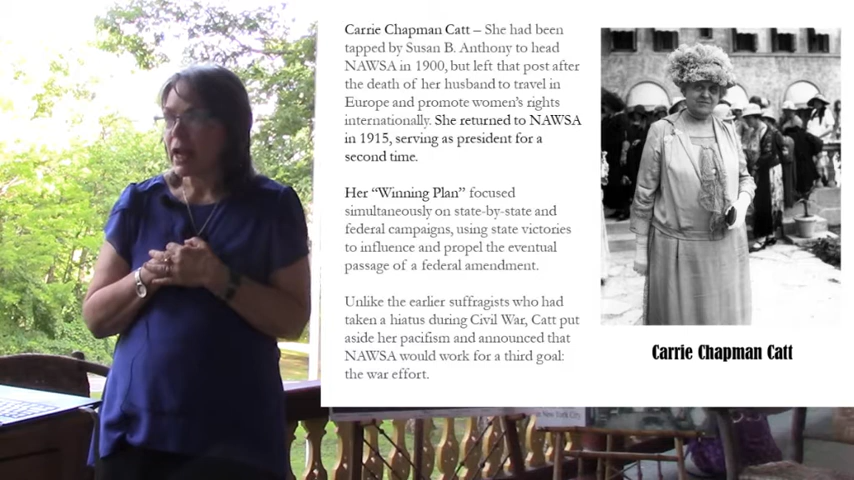 Carrie Chapman Catt – She had been
tapped by Susan B. Anthony to head
NAWSA in 1900, but left that post after
the death of her husband to travel in
Europe and promote women's rights
internationally. She returned to NAWSA
in 1915, serving as president for a
second time.
Her “Winning Plan” focused
simultaneously on state-by-state and
federal campaigns, using state victories
to influence and propel the eventual
passage of a federal amendment.
Unlike the earlier suffragists who had
taken a hiatus during Civil War, Catt put
aside her pacifism and announced that
NAWSA would work for a third goal:
the war effort.
Carrie Chapman Catt
New York City